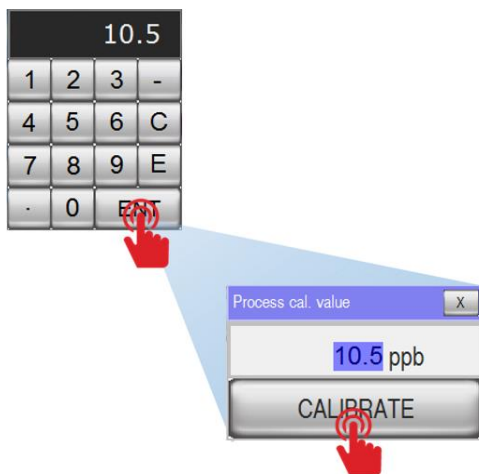 10.5
1 2 3 -
4 5 6 C
7 8 9 E
. 0 ENT
Process cal. value X
10.5 ppb
CALIBRATE